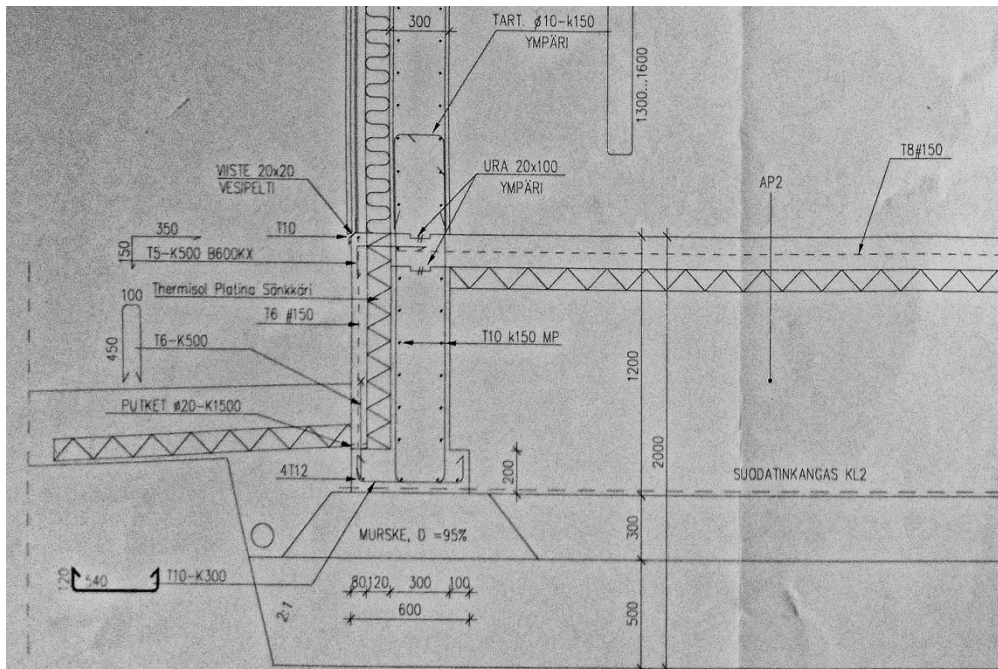 300
TART. ø10-k150
YMPÄRI
1300...1600
T8#150
VIISTE 20x20
VESIPELTI
URA 20x100
YMPÄRI
AP2
350
T10
150
T5-K500 B600KX
Thermisol Platina Sänkkäri
100
T6 #150
450
T6-K500
T10 k150 MP
1200
PUTKET ø20-K1500
2000
4T12
200
SUODATINKANGAS KL2
MURSKE, D =95%
300
120
540
T10-K300
80
120
300
100
600
2:1
500